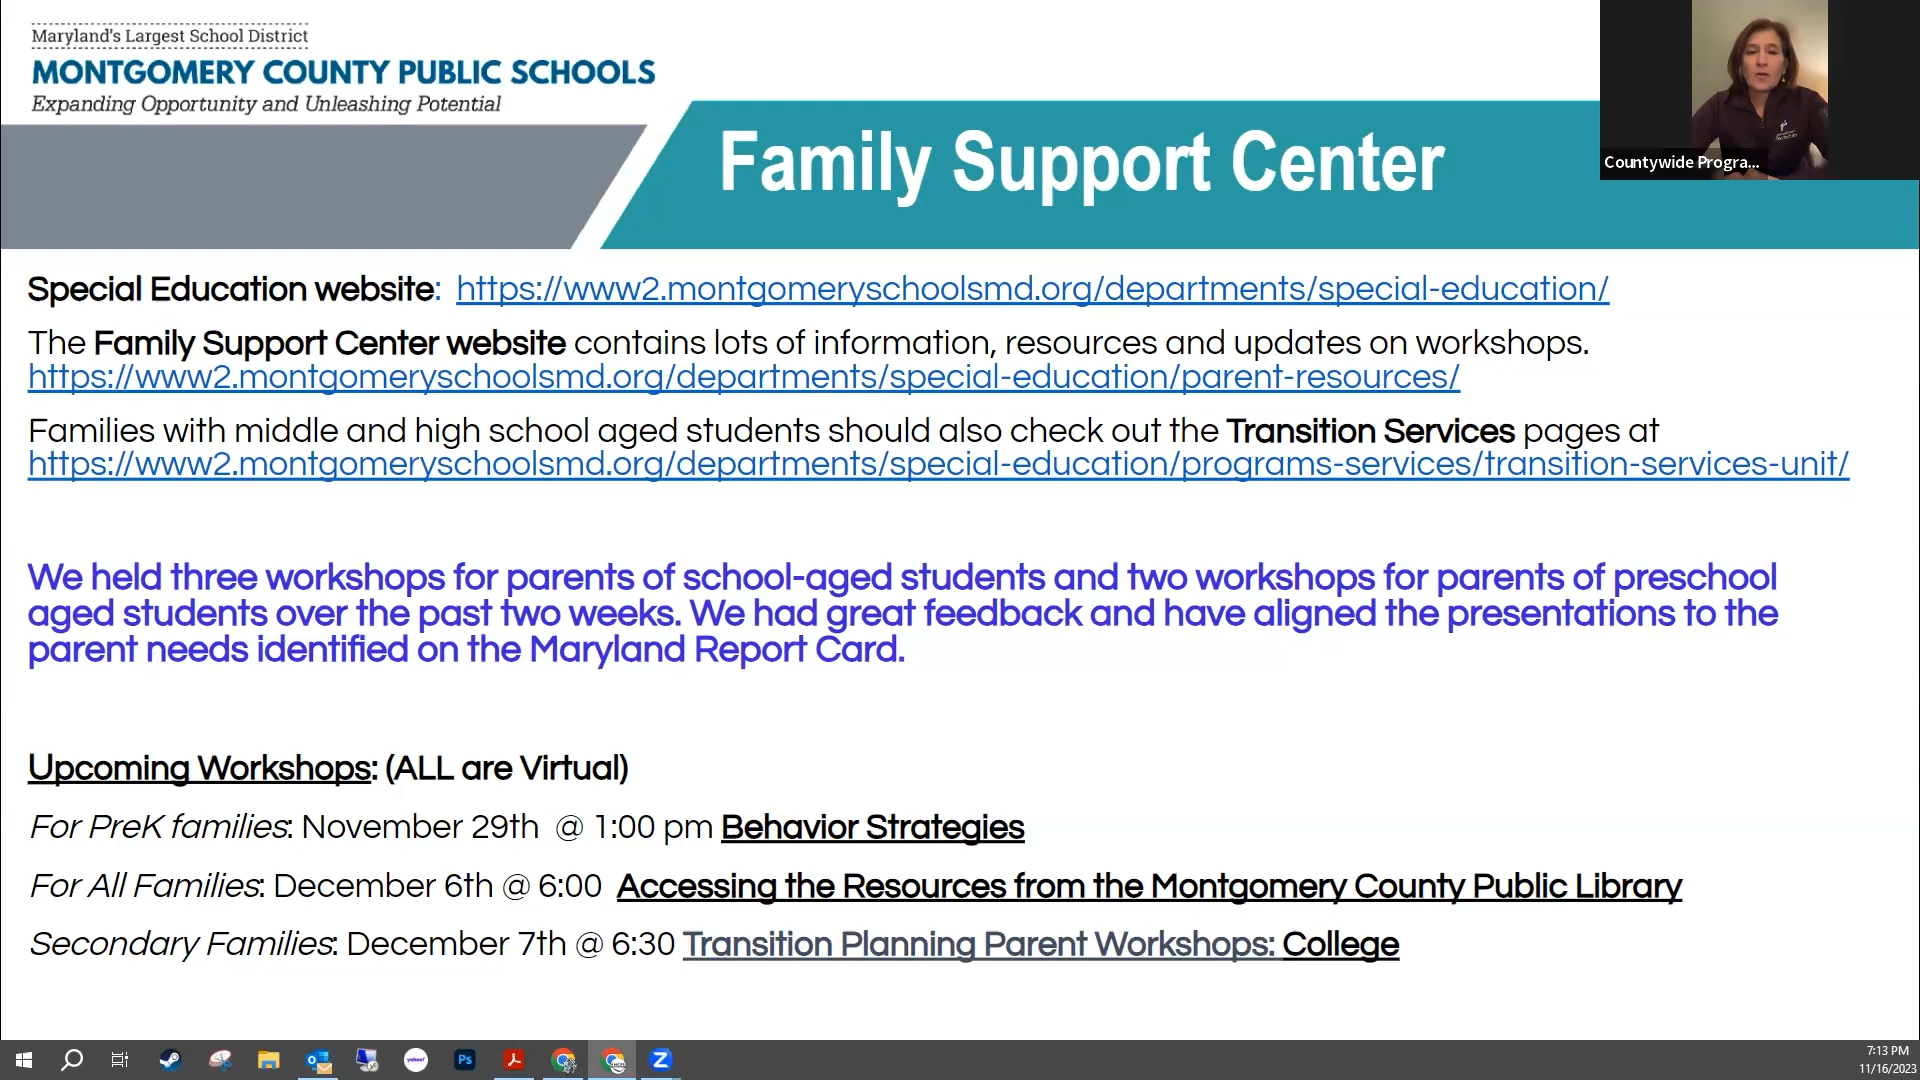 Maryland's Largest School District
MONTGOMERY COUNTY PUBLIC SCHOOLS
Expanding Opportunity and Unleashing Potential
Family Support Center
Countywide Progra...
Special Education website:  https://www2.montgomeryschoolsmd.org/departments/special-education/
The Family Support Center website contains lots of information, resources and updates on workshops.
https://www2.montgomeryschoolsmd.org/departments/special-education/parent-resources/
Families with middle and high school aged students should also check out the Transition Services pages at
https://www2.montgomeryschoolsmd.org/departments/special-education/programs-services/transition-services-unit/
We held three workshops for parents of school-aged students and two workshops for parents of preschool
aged students over the past two weeks. We had great feedback and have aligned the presentations to the
parent needs identified on the Maryland Report Card.
Upcoming Workshops: (ALL are Virtual)
For PreK families: November 29th  @ 1:00 pm Behavior Strategies
For All Families: December 6th @ 6:00  Accessing the Resources from the Montgomery County Public Library
Secondary Families: December 7th @ 6:30 Transition Planning Parent Workshops: College
yahoo!
Ps
Z
7:13 PM
11/16/2023